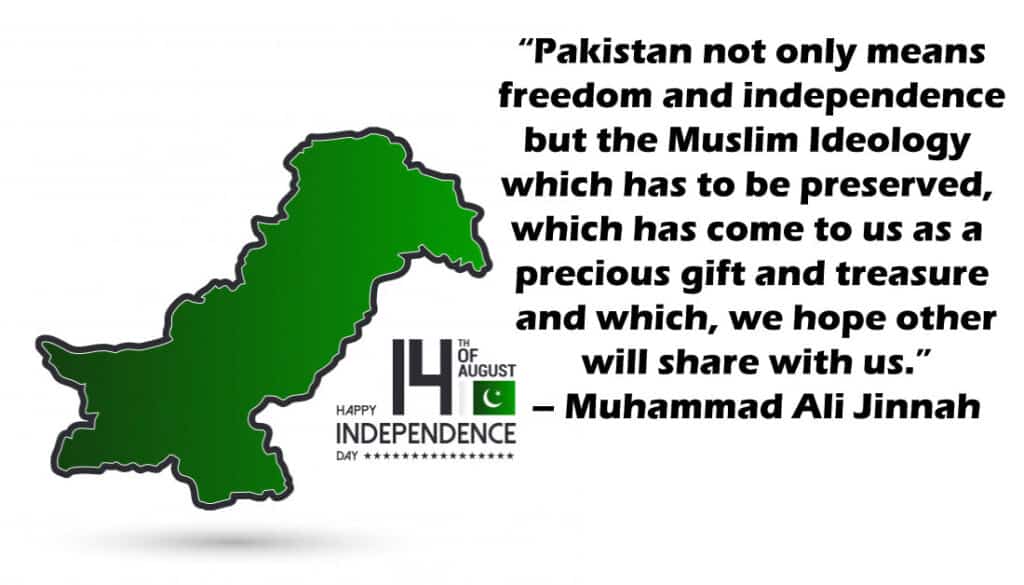 “Pakistan not only means
freedom and independence
but the Muslim Ideology
which has to be preserved,
which has come to us as a
precious gift and treasure
and which, we hope other
will share with us.”
– Muhammad Ali Jinnah
14TH
OF
AUGUST
HAPPY
INDEPENDENCE
DAY